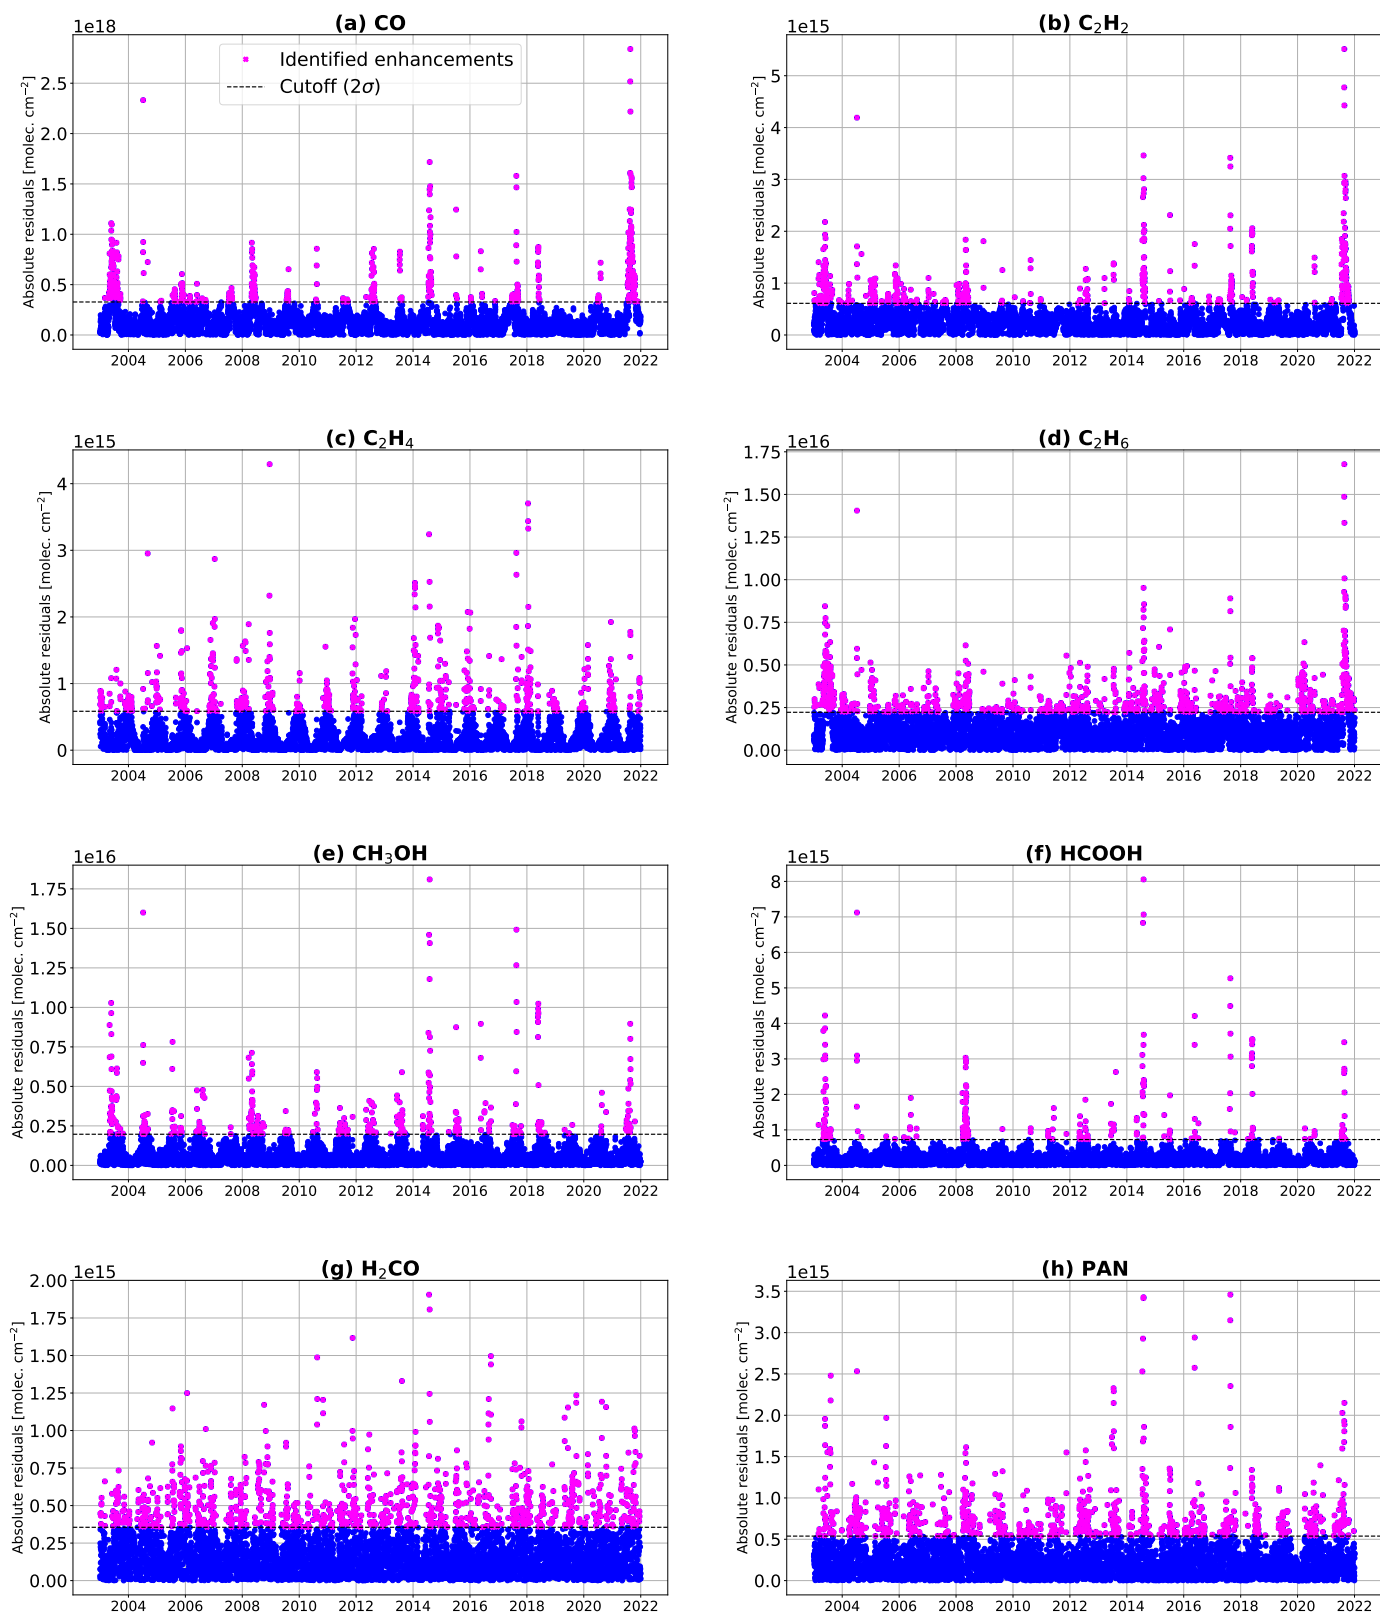 (a) CO
1e18
Absolute residuals [molec. cm⁻²]
Identified enhancements
Cutoff (2σ)
2.5
2.0
1.5
1.0
0.5
0.0
2004 2006 2008 2010 2012 2014 2016 2018 2020 2022
(b) C₂H₂
1e15
Absolute residuals [molec. cm⁻²]
5
4
3
2
1
0
2004 2006 2008 2010 2012 2014 2016 2018 2020 2022
(c) C₂H₄
1e15
Absolute residuals [molec. cm⁻²]
4
3
2
1
0
2004 2006 2008 2010 2012 2014 2016 2018 2020 2022
(d) C₂H₆
1e16
Absolute residuals [molec. cm⁻²]
1.75
1.50
1.25
1.00
0.75
0.50
0.25
0.00
2004 2006 2008 2010 2012 2014 2016 2018 2020 2022
(e) CH₃OH
1e16
Absolute residuals [molec. cm⁻²]
1.75
1.50
1.25
1.00
0.75
0.50
0.25
0.00
2004 2006 2008 2010 2012 2014 2016 2018 2020 2022
(f) HCOOH
1e15
Absolute residuals [molec. cm⁻²]
8
7
6
5
4
3
2
1
0
2004 2006 2008 2010 2012 2014 2016 2018 2020 2022
(g) H₂CO
1e15
Absolute residuals [molec. cm⁻²]
2.00
1.75
1.50
1.25
1.00
0.75
0.50
0.25
0.00
2004 2006 2008 2010 2012 2014 2016 2018 2020 2022
(h) PAN
1e15
Absolute residuals [molec. cm⁻²]
3.5
3.0
2.5
2.0
1.5
1.0
0.5
0.0
2004 2006 2008 2010 2012 2014 2016 2018 2020 2022